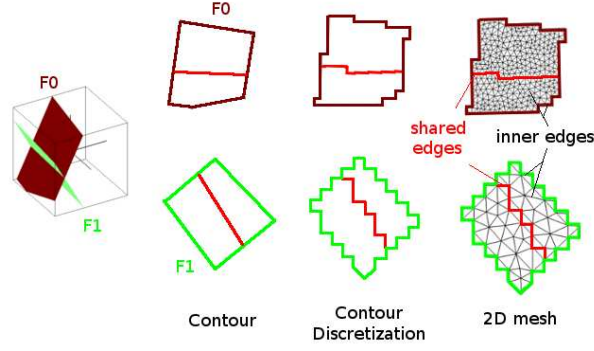 F0
F0
shared
edges
inner edges
F1
F1
Contour
Contour
Discretization
2D mesh